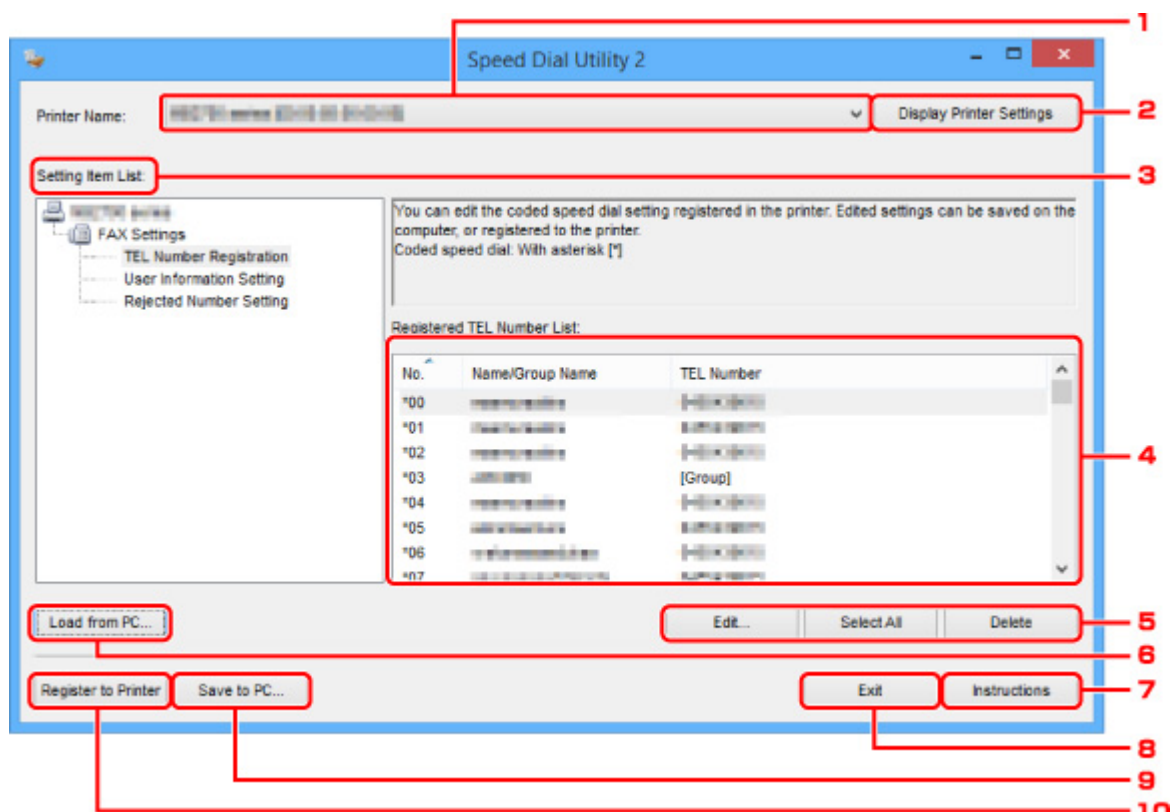 1
Speed Dial Utility 2
Printer Name:
Display Printer Settings
2
Setting Item List:
3
FAX Settings
TEL Number Registration
User Information Setting
Rejected Number Setting
You can edit the coded speed dial setting registered in the printer. Edited settings can be saved on the
computer, or registered to the printer.
Coded speed dial: With asterisk [*]
Registered TEL Number List:
No. Name/Group Name TEL Number
*00
*01
*02
*03 [Group]
*04
*05
*06
*07
4
Load from PC... Edit... Select All Delete 5
6
Register to Printer Save to PC... Exit Instructions 7
8
9
10